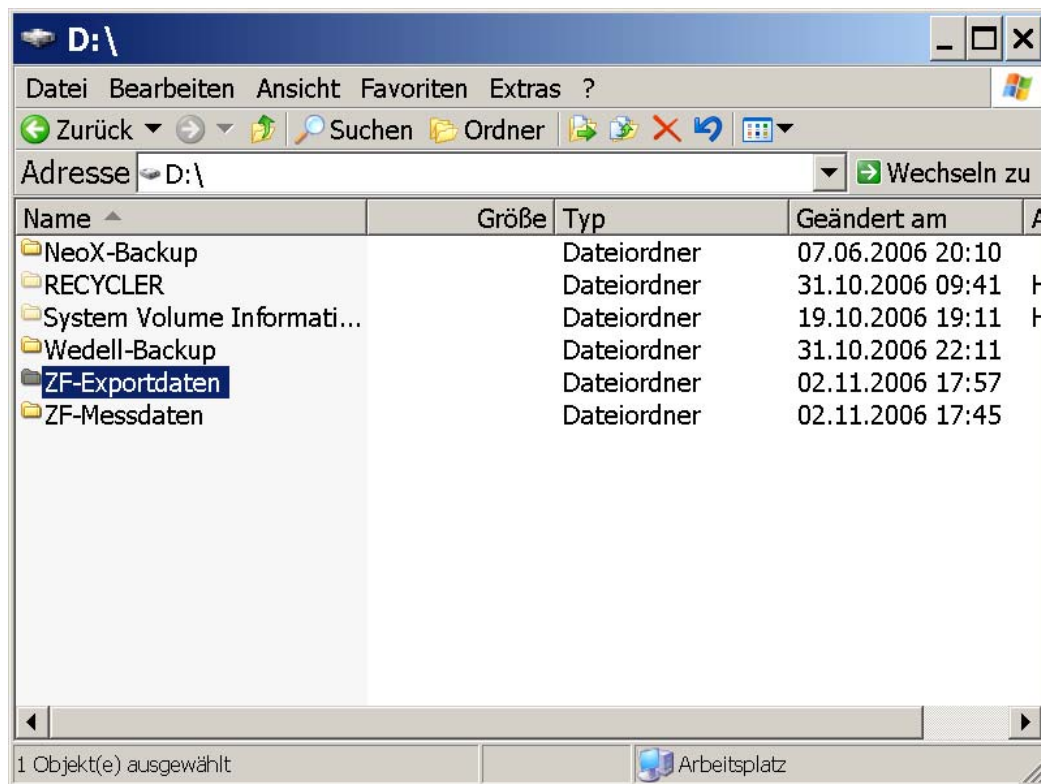 D:\
Datei Bearbeiten Ansicht Favoriten Extras ?
Zurück Suchen Ordner
Adresse D:\ Wechseln zu
Name Größe Typ Geändert am
NeoX-Backup Dateiordner 07.06.2006 20:10
RECYCLER Dateiordner 31.10.2006 09:41 H
System Volume Informati... Dateiordner 19.10.2006 19:11 H
Wedell-Backup Dateiordner 31.10.2006 22:11
ZF-Exportdaten Dateiordner 02.11.2006 17:57
ZF-Messdaten Dateiordner 02.11.2006 17:45
1 Objekt(e) ausgewählt Arbeitsplatz